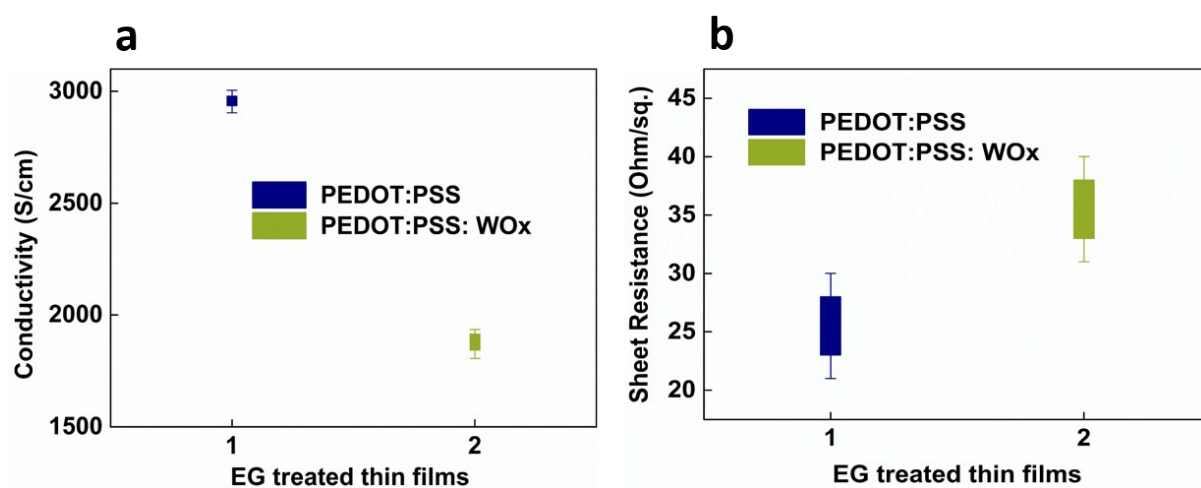 a
Conductivity (S/cm)
3000
2500
2000
1500
PEDOT:PSS
PEDOT:PSS: WOx
1
2
EG treated thin films
b
Sheet Resistance (Ohm/sq.)
45
40
35
30
25
20
PEDOT:PSS
PEDOT:PSS: WOx
1
2
EG treated thin films